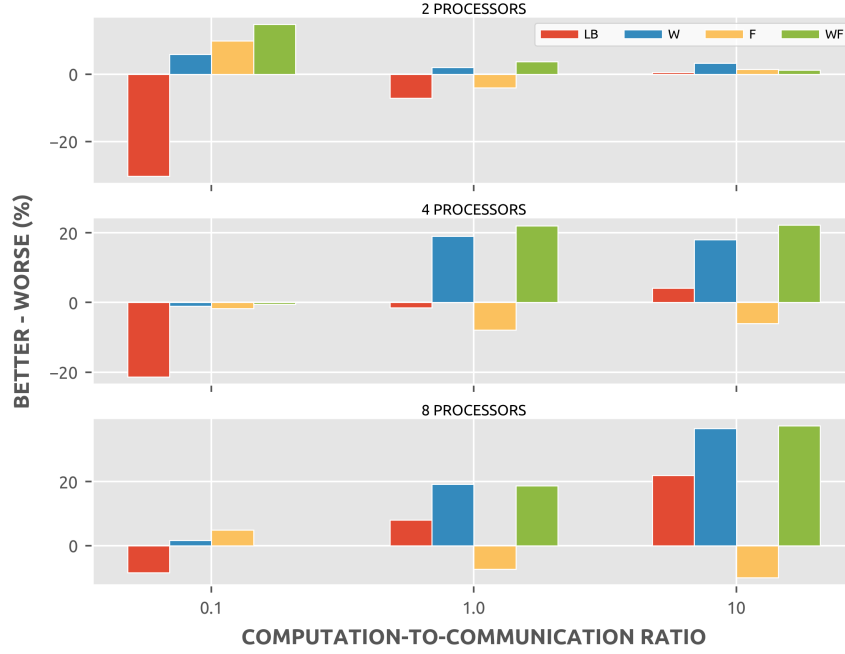 2 PROCESSORS
LB W F WF
0
−20
4 PROCESSORS
20
0
−20
8 PROCESSORS
20
0
0.1 1.0 10
COMPUTATION-TO-COMMUNICATION RATIO
BETTER - WORSE (%)